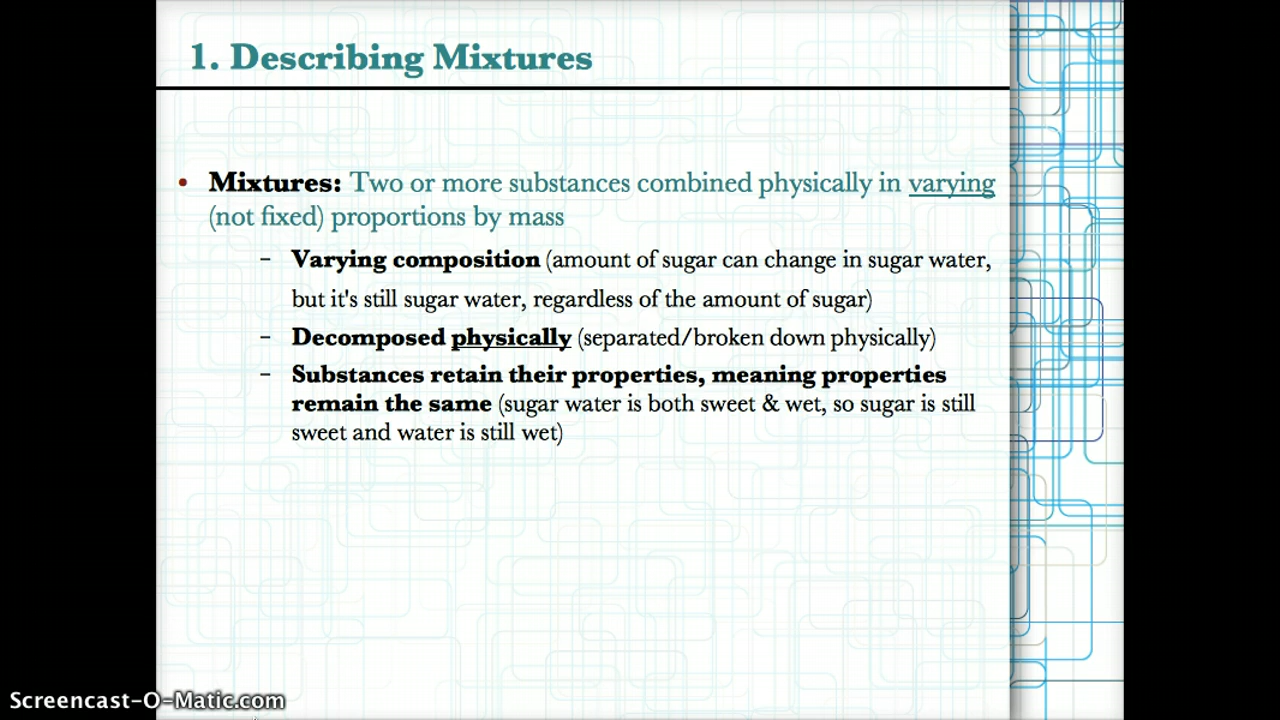 1. Describing Mixtures
• Mixtures: Two or more substances combined physically in varying
(not fixed) proportions by mass
– Varying composition (amount of sugar can change in sugar water,
but it's still sugar water, regardless of the amount of sugar)
– Decomposed physically (separated/broken down physically)
– Substances retain their properties, meaning properties
remain the same (sugar water is both sweet & wet, so sugar is still
sweet and water is still wet)
Screencast-O-Matic.com